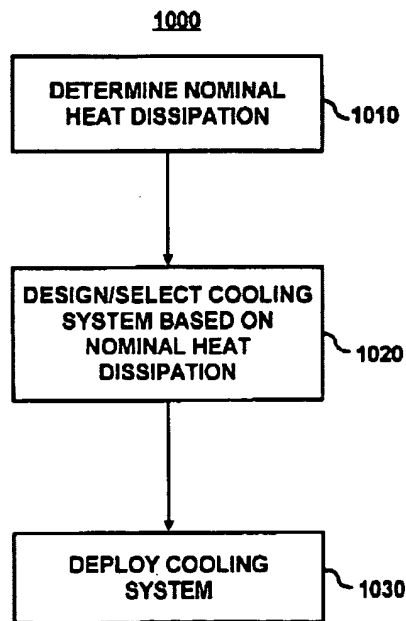 1000
DETERMINE NOMINAL
HEAT DISSIPATION
1010
DESIGN/SELECT COOLING
SYSTEM BASED ON
NOMINAL HEAT
DISSIPATION
1020
DEPLOY COOLING
SYSTEM
1030